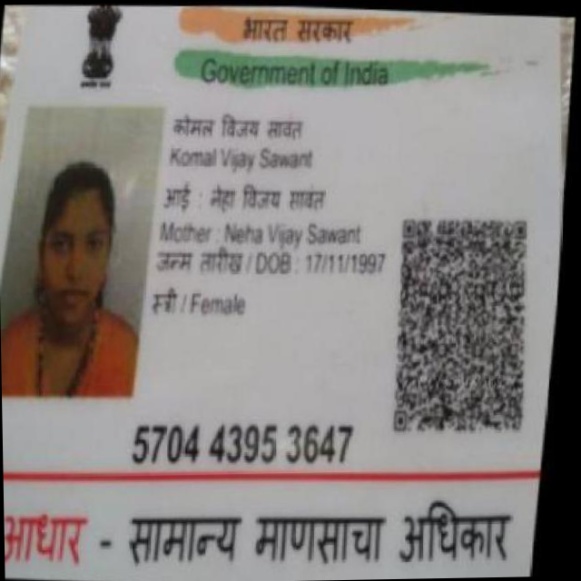 भारत सरकार
Government of India
कोमल विजय सावंत
Komal Vijay Sawant
आई : नेहा विजय सावंत
Mother : Neha Vijay Sawant
जन्म तारीख / DOB : 17/11/1997
स्त्री / Female
5704 4395 3647
आधार - सामान्य माणसाचा अधिकार